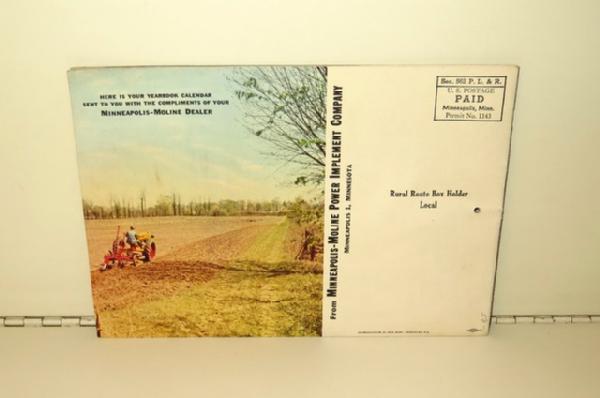 HERE IS YOUR YEARBOOK CALENDAR
SENT TO YOU WITH THE COMPLIMENTS OF YOUR
MINNEAPOLIS-MOLINE DEALER
From MINNEAPOLIS-MOLINE POWER IMPLEMENT COMPANY
MINNEAPOLIS 1, MINNESOTA
Sec. 562 P. L. & R.
U. S. POSTAGE
PAID
Minneapolis, Minn.
Permit No. 1143
Rural Route Box Holder
Local